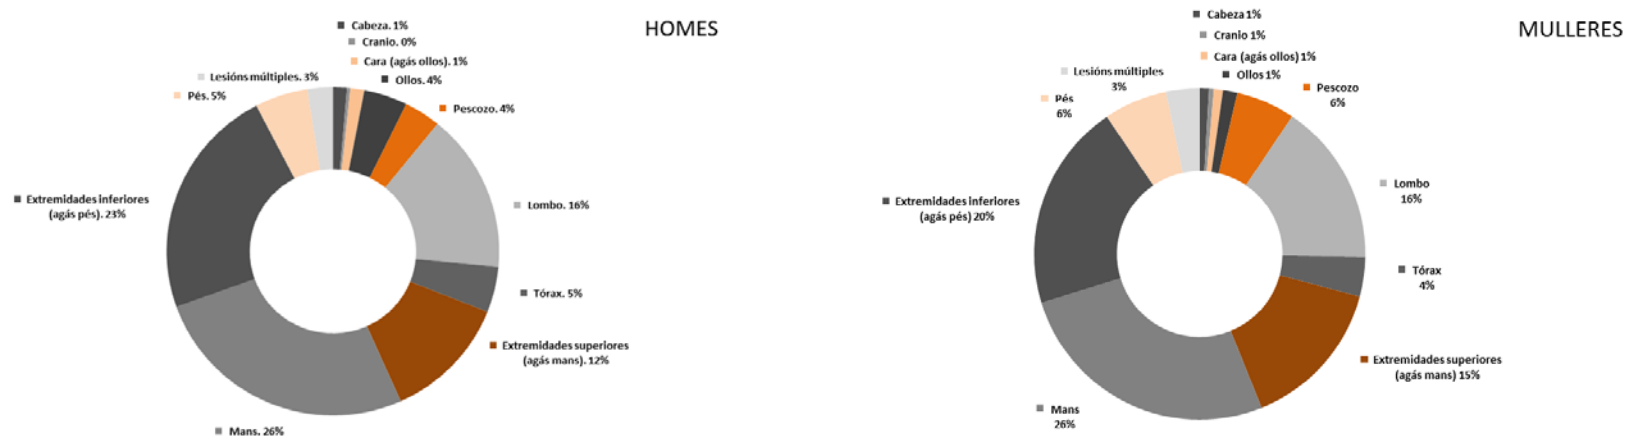 HOMES
Cabeza. 1%
Cranio. 0%
Cara (agás ollos). 1%
Ollos. 4%
Pescozo. 4%
Lombo. 16%
Tórax. 5%
Extremidades superiores
(agás mans). 12%
Mans. 26%
Extremidades inferiores
(agás pés). 23%
Pés. 5%
Lesións múltiples. 3%
MULLERES
Cabeza 1%
Cranio 1%
Cara (agás ollos) 1%
Ollos 1%
Pescozo
6%
Lombo
16%
Tórax
4%
Extremidades superiores
(agás mans) 15%
Mans
26%
Extremidades inferiores
(agás pés) 20%
Pés
6%
Lesións múltiples
3%